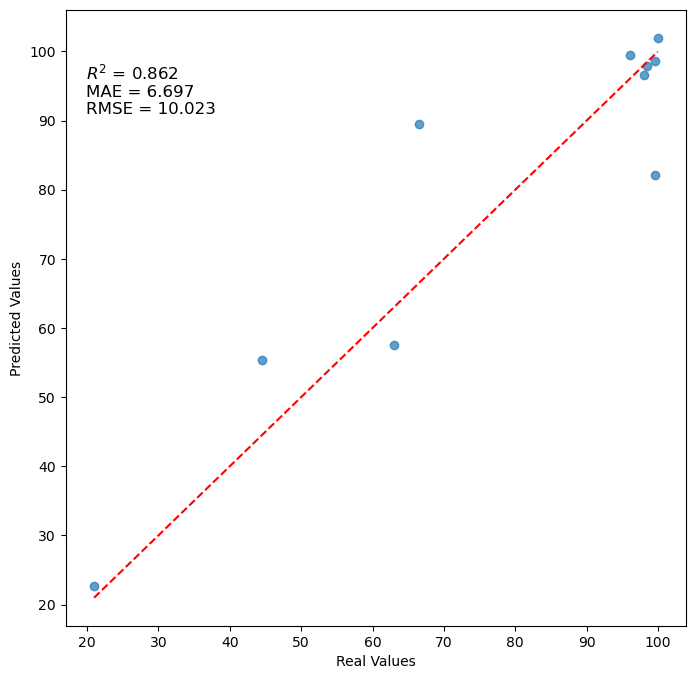 100
90
80
70
60
50
40
30
20
Predicted Values
R² = 0.862
MAE = 6.697
RMSE = 10.023
20 30 40 50 60 70 80 90 100
Real Values